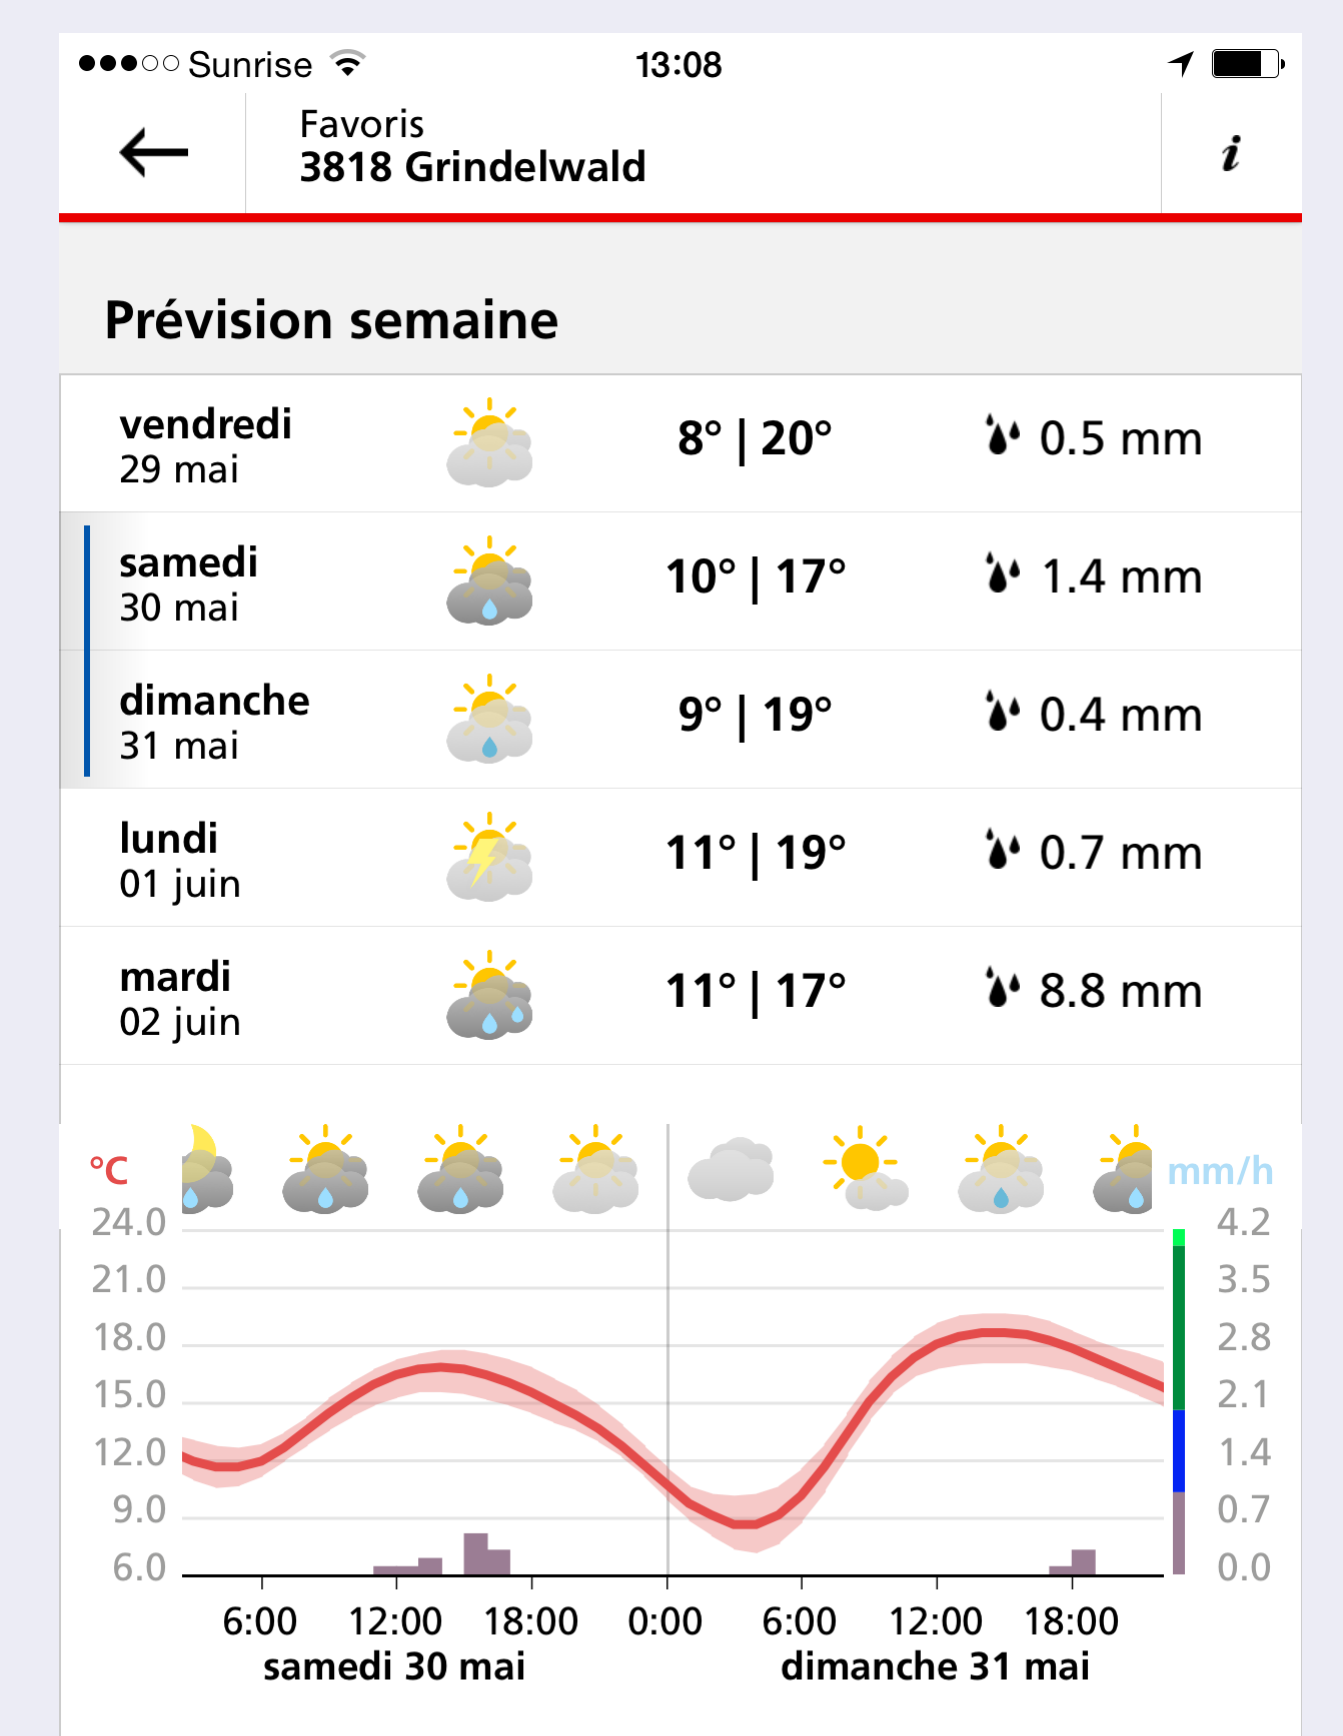 Sunrise 13:08
Favoris
3818 Grindelwald
i
Prévision semaine
vendredi
29 mai
8° | 20°
0.5 mm
samedi
30 mai
10° | 17°
1.4 mm
dimanche
31 mai
9° | 19°
0.4 mm
lundi
01 juin
11° | 19°
0.7 mm
mardi
02 juin
11° | 17°
8.8 mm
°C mm/h
24.0 4.2
21.0 3.5
18.0 2.8
15.0 2.1
12.0 1.4
9.0 0.7
6.0 0.0
6:00 12:00 18:00 0:00 6:00 12:00 18:00
samedi 30 mai dimanche 31 mai